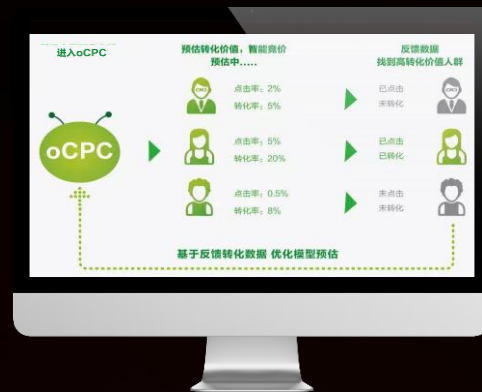 进入oCPC
预估转化价值，智能竞价
预估中.....
反馈数据
找到高转化价值人群
点击率：2%
转化率：5%
已点击
未转化
oCPC
点击率：5%
转化率：20%
已点击
已转化
点击率：0.5%
转化率：8%
未点击
未转化
基于反馈转化数据 优化模型预估